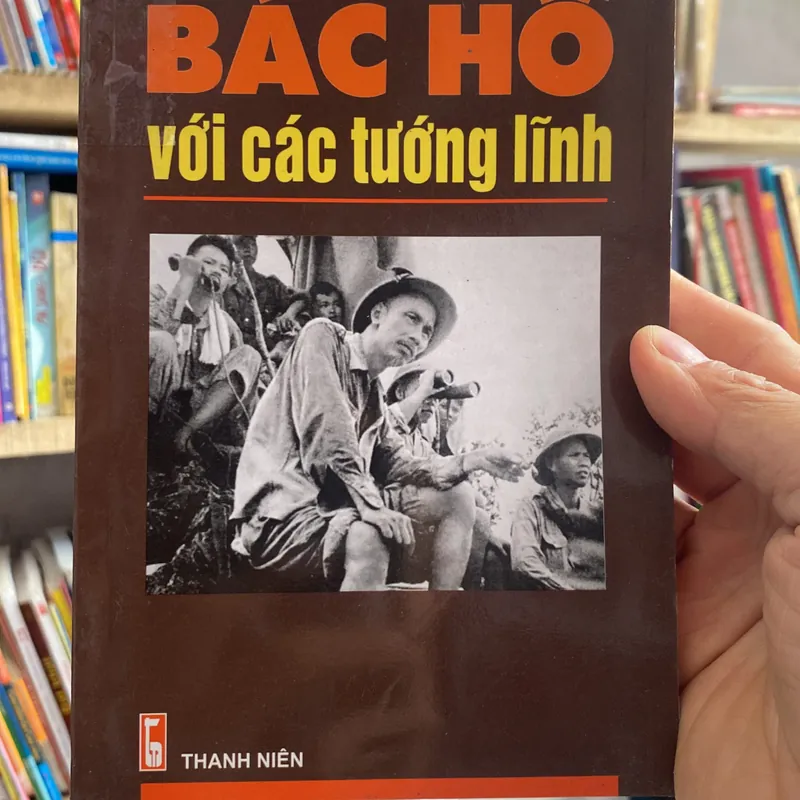 BÁC HỒ
với các tướng lĩnh
THANH NIÊN